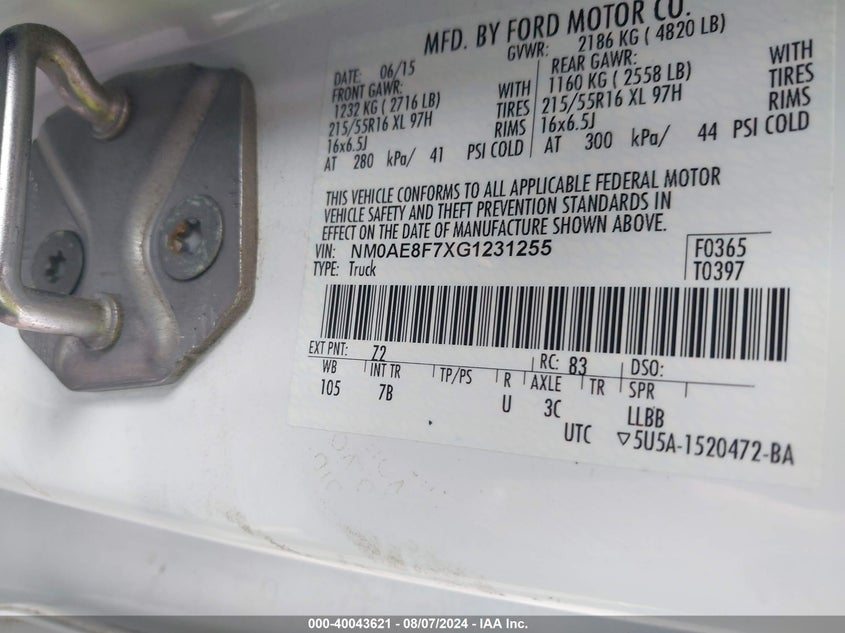 MFD. BY FORD MOTOR CO.
DATE: 06/15 GVWR: 2186 KG ( 4820 LB)
FRONT GAWR: REAR GAWR:
1232 KG ( 2716 LB) WITH 1160 KG ( 2558 LB) WITH
215/55R16 XL 97H TIRES 215/55R16 XL 97H TIRES
16x6.5J RIMS 16x6.5J RIMS
AT 280 kPa/ 41 PSI COLD AT 300 kPa/ 44 PSI COLD
THIS VEHICLE CONFORMS TO ALL APPLICABLE FEDERAL MOTOR
VEHICLE SAFETY AND THEFT PREVENTION STANDARDS IN
EFFECT ON THE DATE OF MANUFACTURE SHOWN ABOVE.
VIN: NM0AE8F7XG1231255 F0365
TYPE: Truck T0397
EXT PNT: Z2 RC: 83 DSO:
WB INT TR TP/PS R AXLE TR SPR
105 7B U 3C LLBB
UTC ▽5U5A-1520472-BA
000-40043621 | 08/07/2024 - IAA Inc.